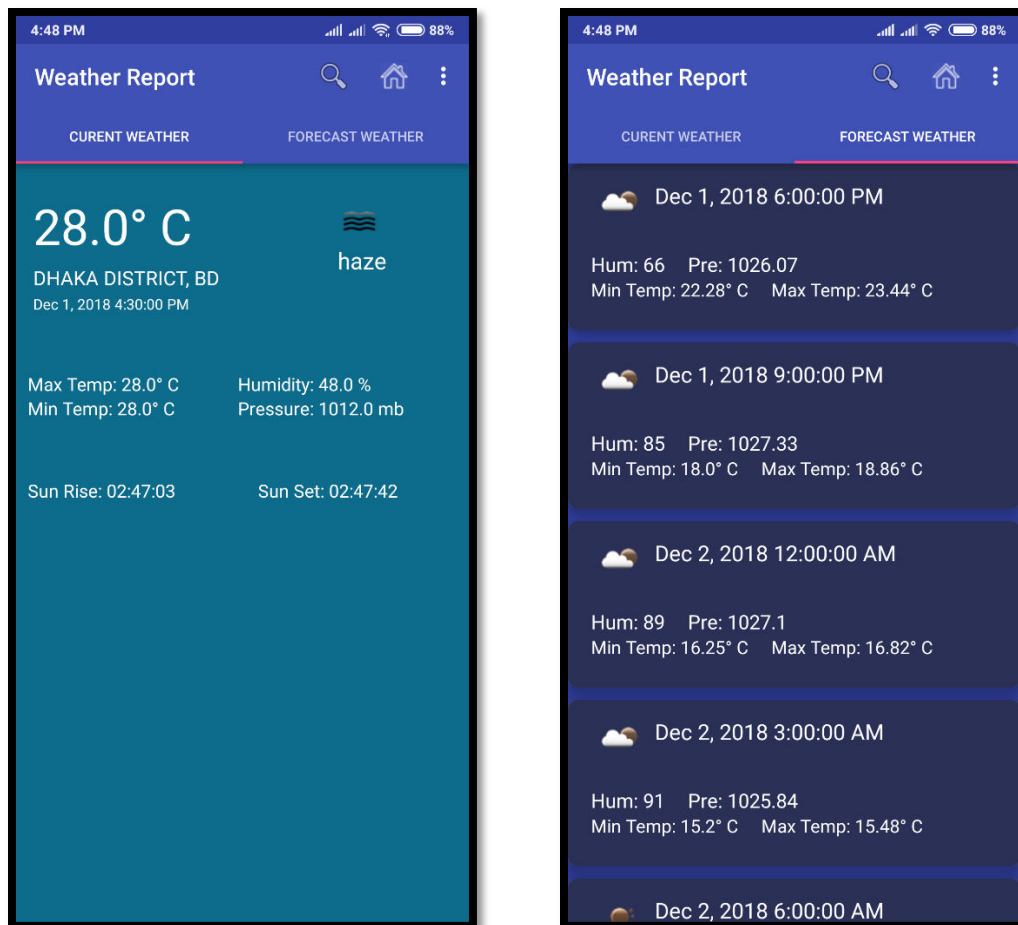 4:48 PM 88%
Weather Report
CURENT WEATHER FORECAST WEATHER
28.0° C
haze
DHAKA DISTRICT, BD
Dec 1, 2018 4:30:00 PM
Max Temp: 28.0° C Humidity: 48.0 %
Min Temp: 28.0° C Pressure: 1012.0 mb
Sun Rise: 02:47:03 Sun Set: 02:47:42
4:48 PM 88%
Weather Report
CURENT WEATHER FORECAST WEATHER
Dec 1, 2018 6:00:00 PM
Hum: 66 Pre: 1026.07
Min Temp: 22.28° C Max Temp: 23.44° C
Dec 1, 2018 9:00:00 PM
Hum: 85 Pre: 1027.33
Min Temp: 18.0° C Max Temp: 18.86° C
Dec 2, 2018 12:00:00 AM
Hum: 89 Pre: 1027.1
Min Temp: 16.25° C Max Temp: 16.82° C
Dec 2, 2018 3:00:00 AM
Hum: 91 Pre: 1025.84
Min Temp: 15.2° C Max Temp: 15.48° C
Dec 2, 2018 6:00:00 AM